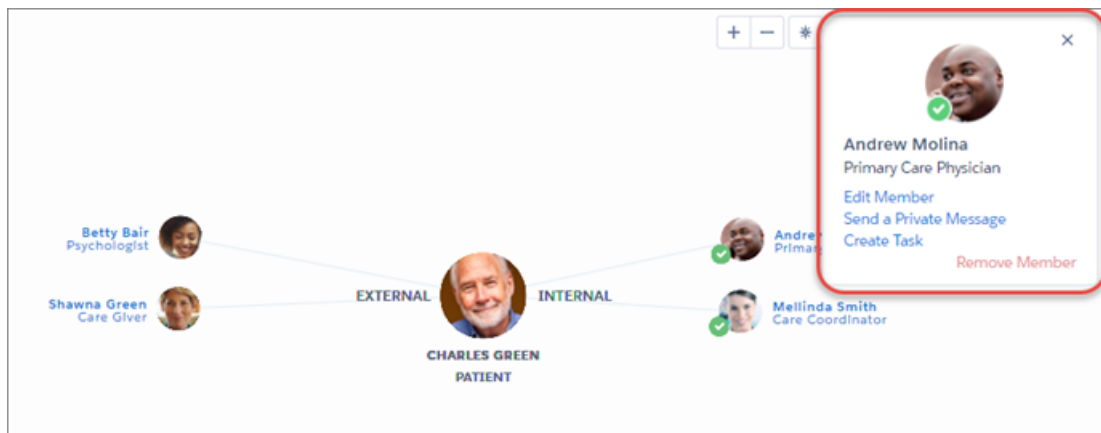 Andrew Molina
Primary Care Physician
Edit Member
Send a Private Message
Create Task
Remove Member
Betty Bair
Psychologist
Shawna Green
Care Giver
EXTERNAL
INTERNAL
CHARLES GREEN
PATIENT
Mellinda Smith
Care Coordinator